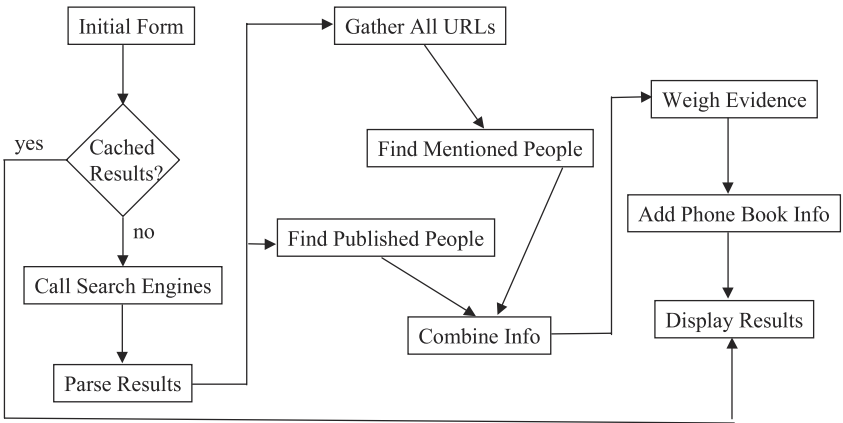 Initial Form
Cached
Results?
yes
no
Call Search Engines
Parse Results
Gather All URLs
Find Mentioned People
Find Published People
Combine Info
Weigh Evidence
Add Phone Book Info
Display Results